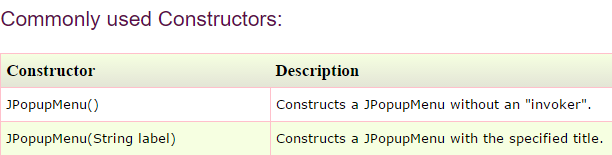 Commonly used Constructors:
Constructor Description
JPopupMenu() Constructs a JPopupMenu without an "invoker".
JPopupMenu(String label) Constructs a JPopupMenu with the specified title.